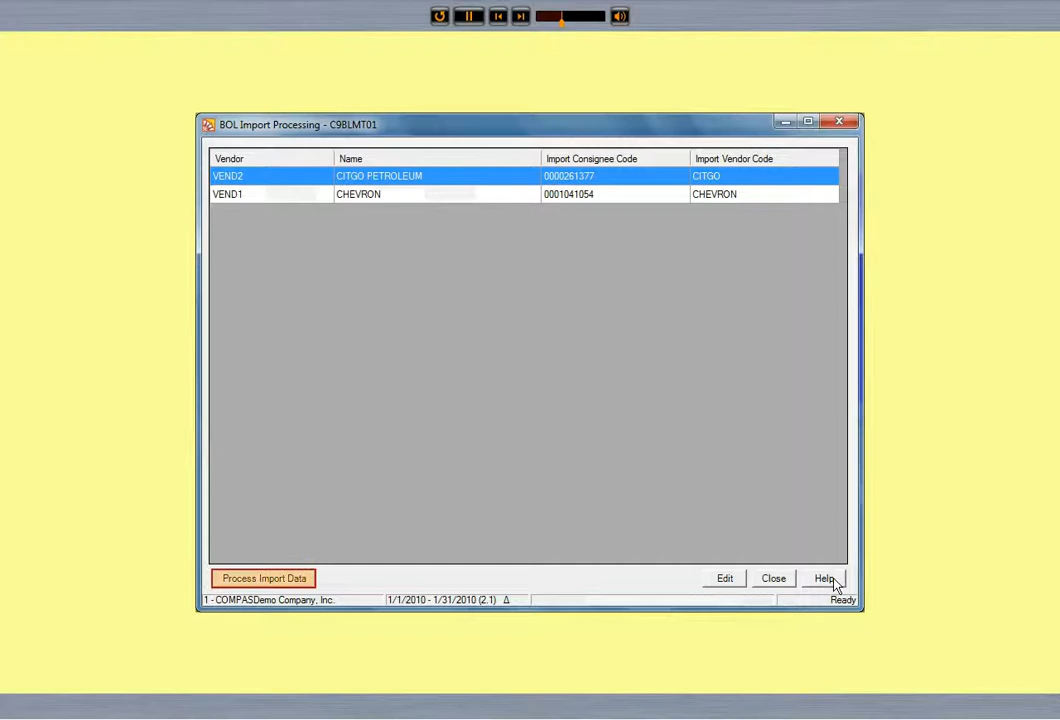 BOL Import Processing - C9BLMT01
Vendor Name Import Consignee Code Import Vendor Code
VEND2 CITGO PETROLEUM 0000261377 CITGO
VEND1 CHEVRON 0001041054 CHEVRON
Process Import Data Edit Close Help
1 - COMPASDemo Company, Inc. 1/1/2010 - 1/31/2010 (2.1) Δ Ready